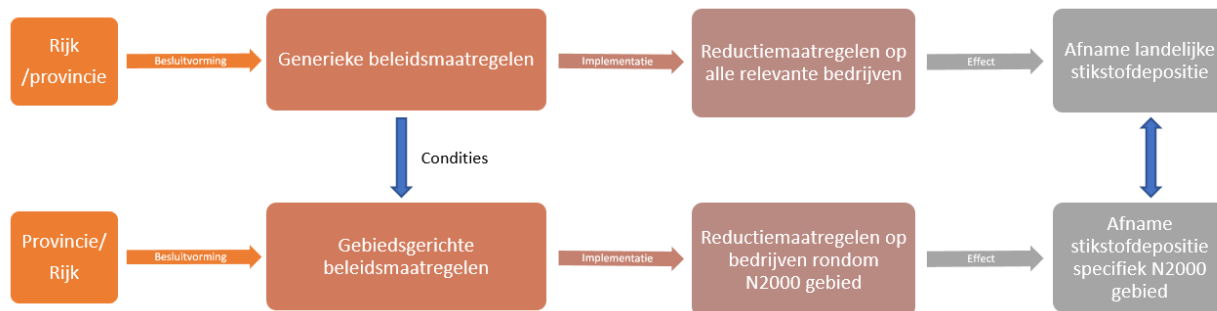 Rijk
/provincie
Besluitvorming
Generieke beleidsmaatregelen
Implementatie
Reductiemaatregelen op
alle relevante bedrijven
Effect
Afname landelijke
stikstofdepositie
Condities
Provincie/
Rijk
Besluitvorming
Gebiedsgerichte
beleidsmaatregelen
Implementatie
Reductiemaatregelen op
bedrijven rondom
N2000 gebied
Effect
Afname
stikstofdepositie
specifiek N2000
gebied